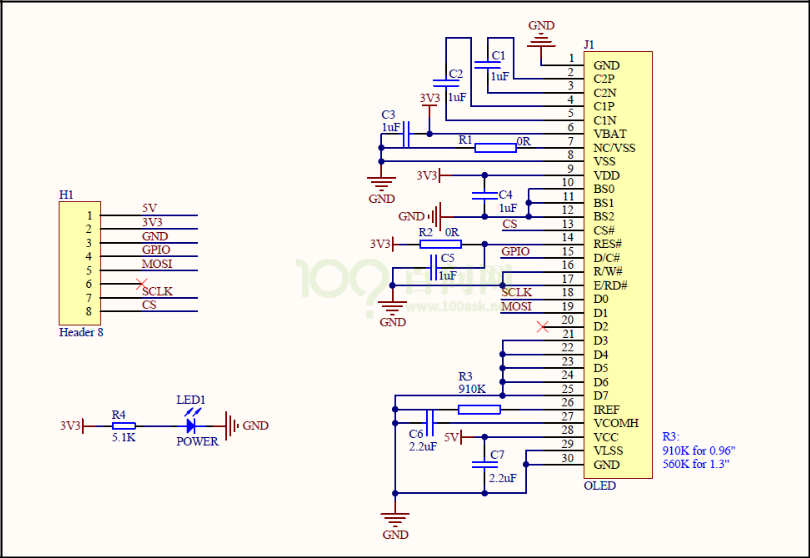 H1
1 5V
2 3V3
3 GND
4 GPIO
5 MOSI
6
7 SCLK
8 CS
Header 8
3V3
R4
5.1K
LED1
POWER
GND
GND
J1
1 GND
2 C2P
3 C2N
4 C1P
5 C1N
6 VBAT
7 NC/VSS
8 VSS
9 VDD
10 BS0
11 BS1
12 BS2
13 CS#
14 RES#
15 D/C#
16 R/W#
17 E/RD#
18 D0
19 D1
20 D2
21 D3
22 D4
23 D5
24 D6
25 D7
26 IREF
27 VCOMH
28 VCC
29 VLSS
30 GND
OLED
C1
1uF
C2
1uF
3V3
C3
1uF
R1 0R
GND
3V3
C4
1uF
GND
CS
R2 0R
3V3
GPIO
C5
1uF
GND
SCLK
MOSI
R3
910K
C6
2.2uF
5V
C7
2.2uF
GND
R3:
910K for 0.96"
560K for 1.3"